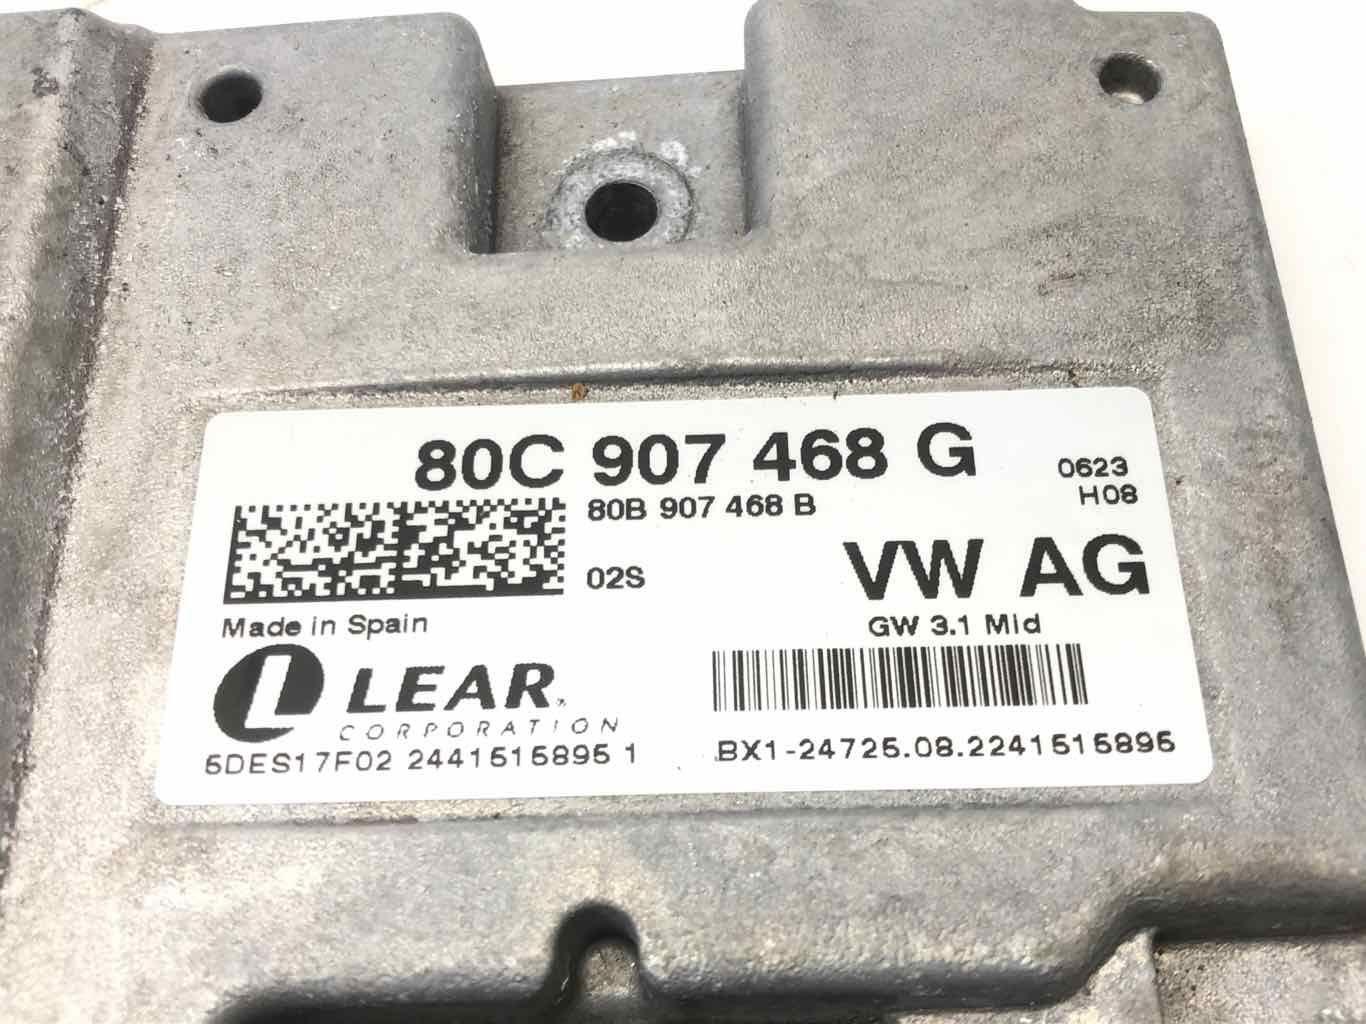 80C 907 468 G
0623
80B 907 468 B
H08
02S
VW AG
Made in Spain
GW 3.1 Mid
LEAR
CORPORATION
5DES17F02 2441515895 1
BX1-24725.08.2241515895